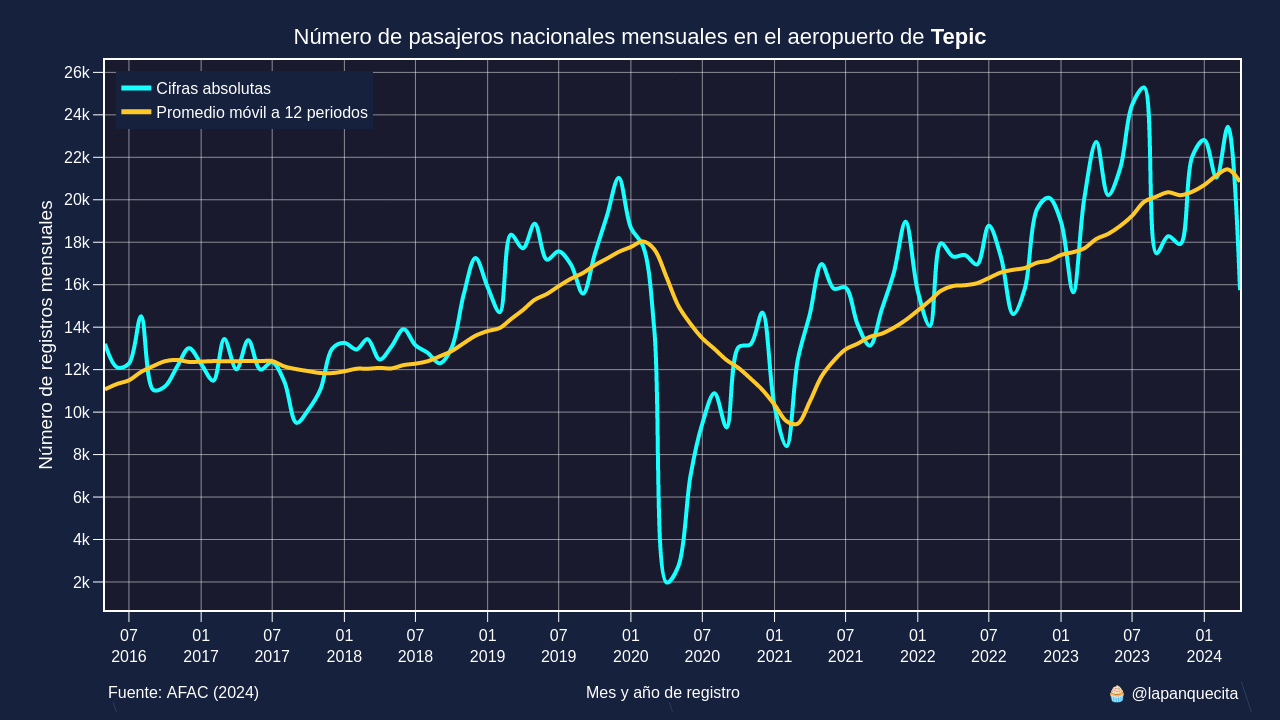 Número de pasajeros nacionales mensuales en el aeropuerto de Tepic
Cifras absolutas
Promedio móvil a 12 periodos
Número de registros mensuales
26k
24k
22k
20k
18k
16k
14k
12k
10k
8k
6k
4k
2k
07 01 07 01 07 01 07 01 07 01 07 01 07 01 07 01
2016 2017 2017 2018 2018 2019 2019 2020 2020 2021 2021 2022 2022 2023 2023 2024
Fuente: AFAC (2024) Mes y año de registro 🧁 @lapanquecita